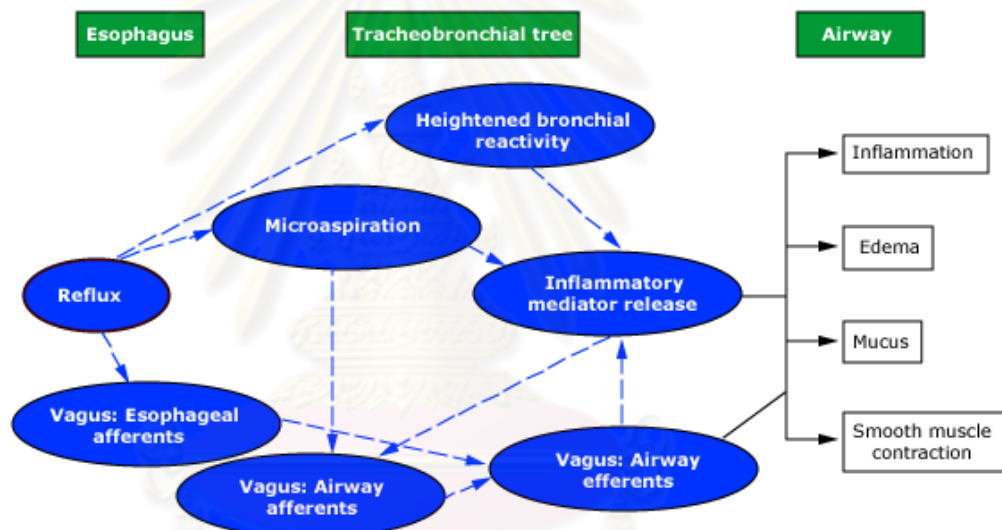 Esophagus
Tracheobronchial tree
Airway
Heightened bronchial
reactivity
Inflammation
Microaspiration
Edema
Reflux
Inflammatory
mediator release
Mucus
Vagus: Esophageal
afferents
Smooth muscle
contraction
Vagus: Airway
efferents
Vagus: Airway
afferents